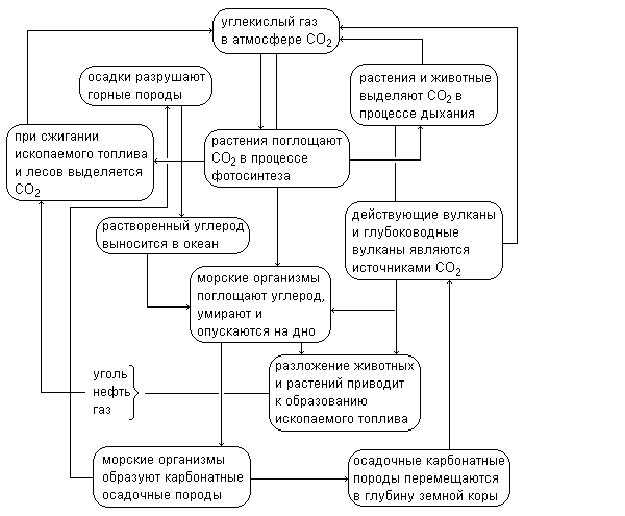 углекислый газ
в атмосфере CO2
осадки разрушают
горные породы
растения и животные
выделяют CO2 в
процессе дыхания
при сжигании
ископаемого топлива
и лесов выделяется
CO2
растения поглощают
CO2 в процессе
фотосинтеза
растворенный углерод
выносится в океан
действующие вулканы
и глубоководные
вулканы являются
источниками CO2
морские организмы
поглощают углерод,
умирают и
опускаются на дно
уголь
нефть
газ
разложение животных
и растений приводит
к образованию
ископаемого топлива
морские организмы
образуют карбонатные
осадочные породы
осадочные карбонатные
породы перемещаются
в глубину земной коры